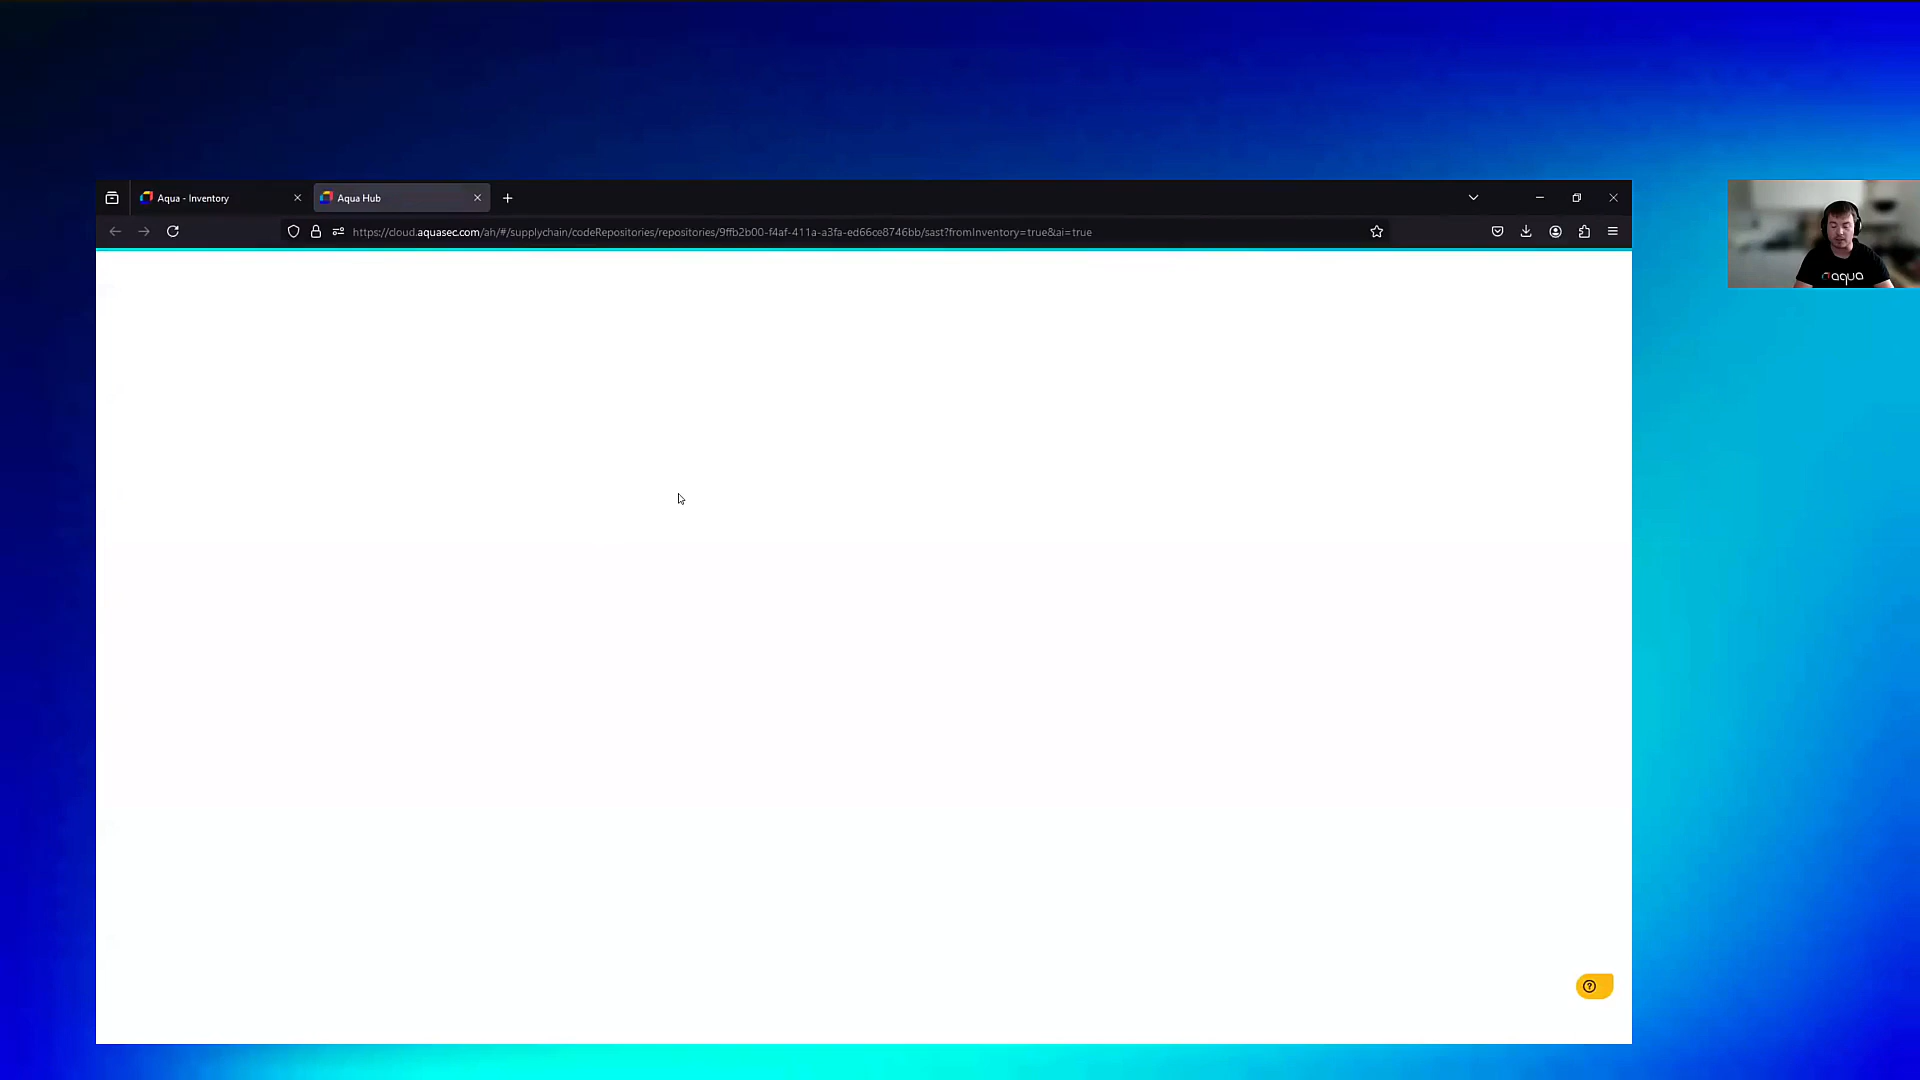 Aqua - Inventory
Aqua Hub
https://cloud.aquasec.com/ah/#/supplychain/codeRepositories/repositories/9ffb2b00-f4af-411a-a3fa-ed66ce8746bb/sast?fromInventory=true&ai=true
aqua